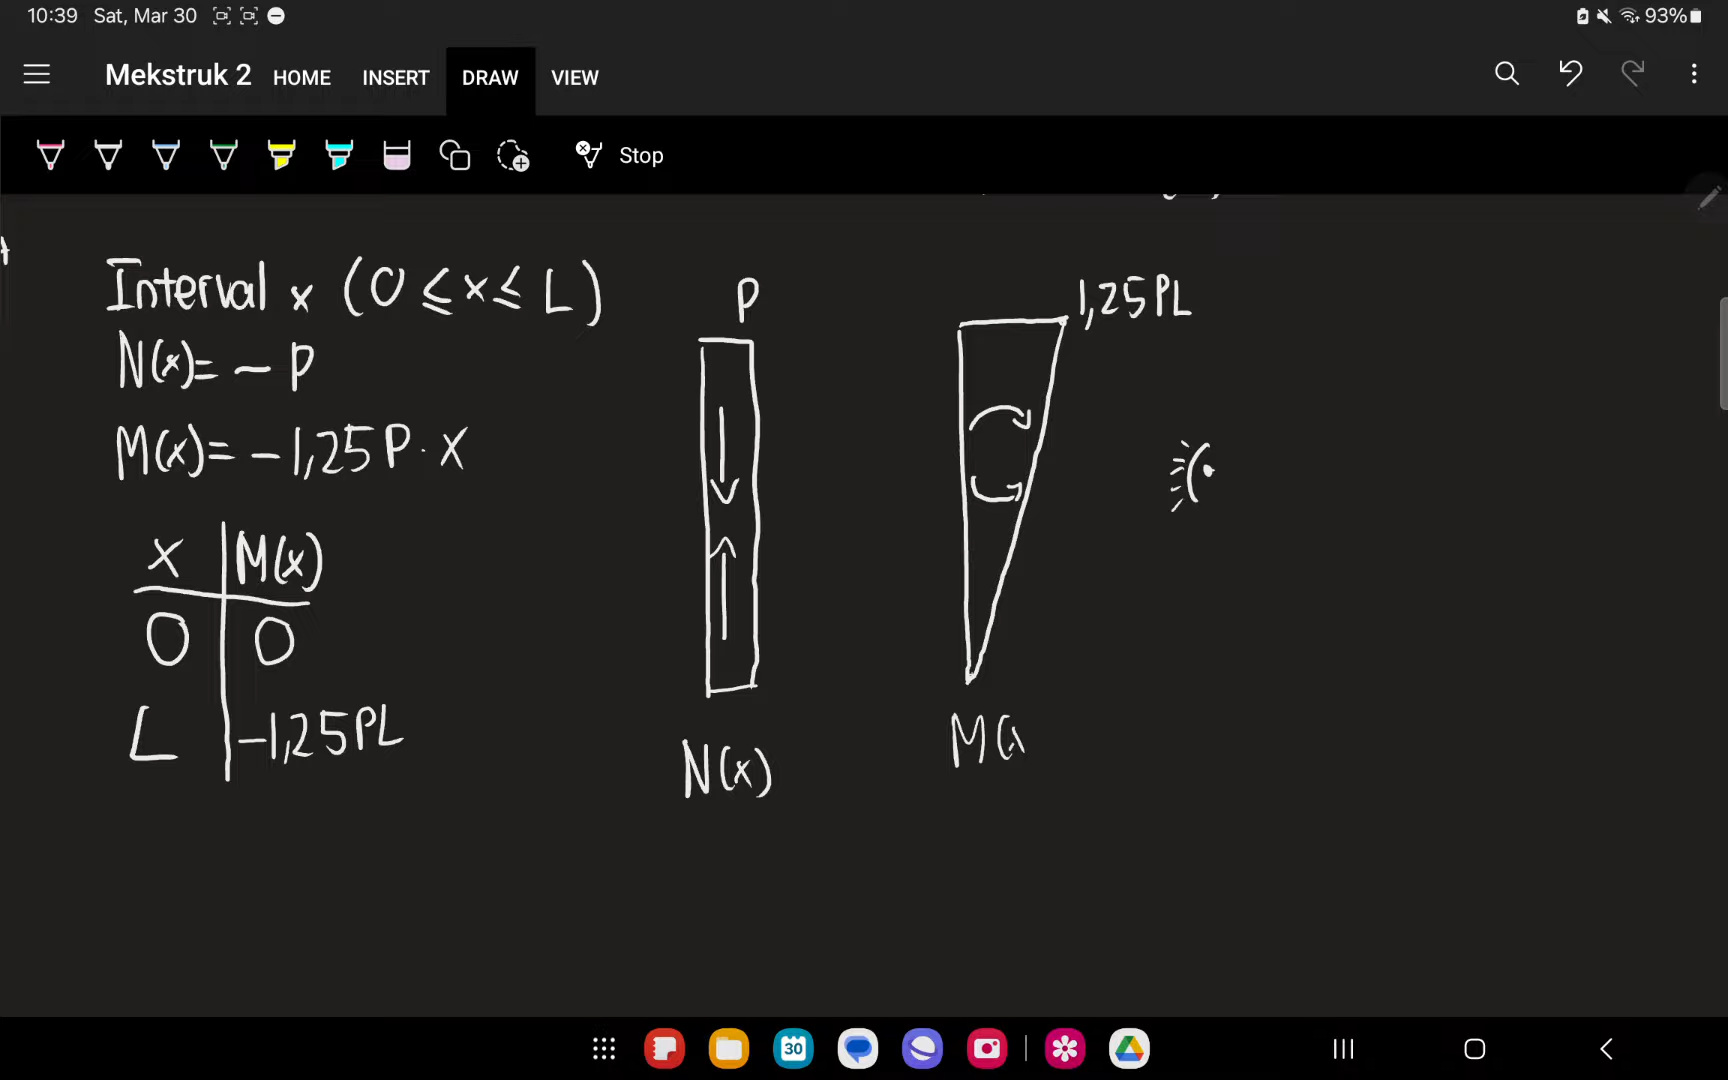 10:39 Sat, Mar 30
93%
Mekstruk 2 HOME INSERT DRAW VIEW
Stop
Interval x (0 ≤ x ≤ L)
N(x)= - P
M(x)= - 1,25 P · X
X M(x)
0 0
L -1,25PL
P
N(x)
1,25PL
M(
30